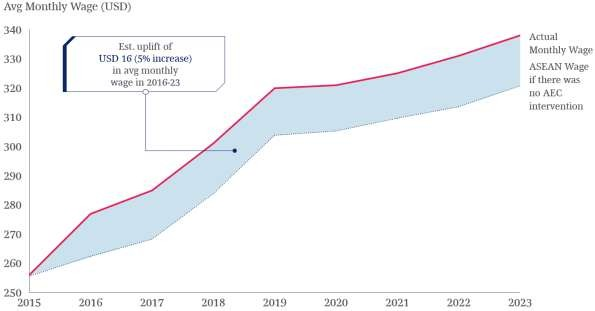 Avg Monthly Wage (USD)
340
330
320
310
300
290
280
270
260
250
Est. uplift of
USD 16 (5% increase)
in avg monthly
wage in 2016-23
Actual
Monthly Wage
ASEAN Wage
if there was
no AEC
intervention
2015 2016 2017 2018 2019 2020 2021 2022 2023